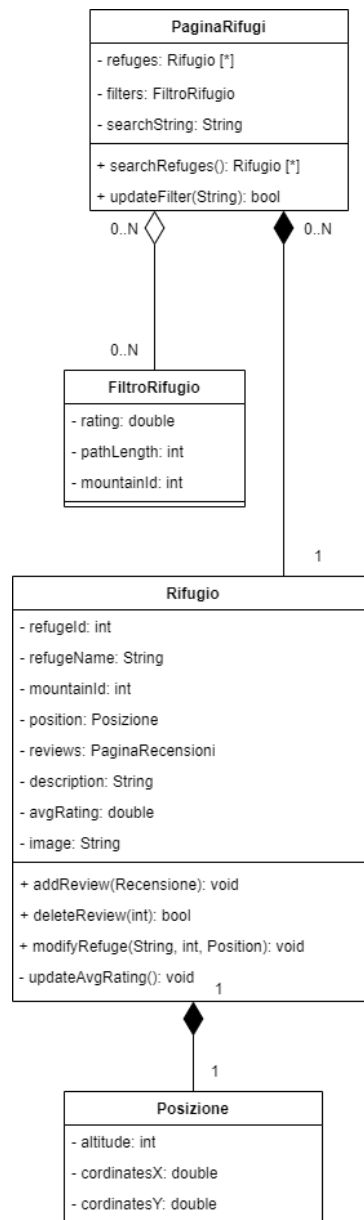 PaginaRifugi
- refuges: Rifugio [*]
- filters: FiltroRifugio
- searchString: String
+ searchRefuges(): Rifugio [*]
+ updateFilter(String): bool
0..N
0..N
0..N
FiltroRifugio
- rating: double
- pathLength: int
- mountainId: int
1
Rifugio
- refugeId: int
- refugeName: String
- mountainId: int
- position: Posizione
- reviews: PaginaRecensioni
- description: String
- avgRating: double
- image: String
+ addReview(Recensione): void
+ deleteReview(int): bool
+ modifyRefuge(String, int, Position): void
- updateAvgRating(): void
1
1
Posizione
- altitude: int
- cordinatesX: double
- cordinatesY: double